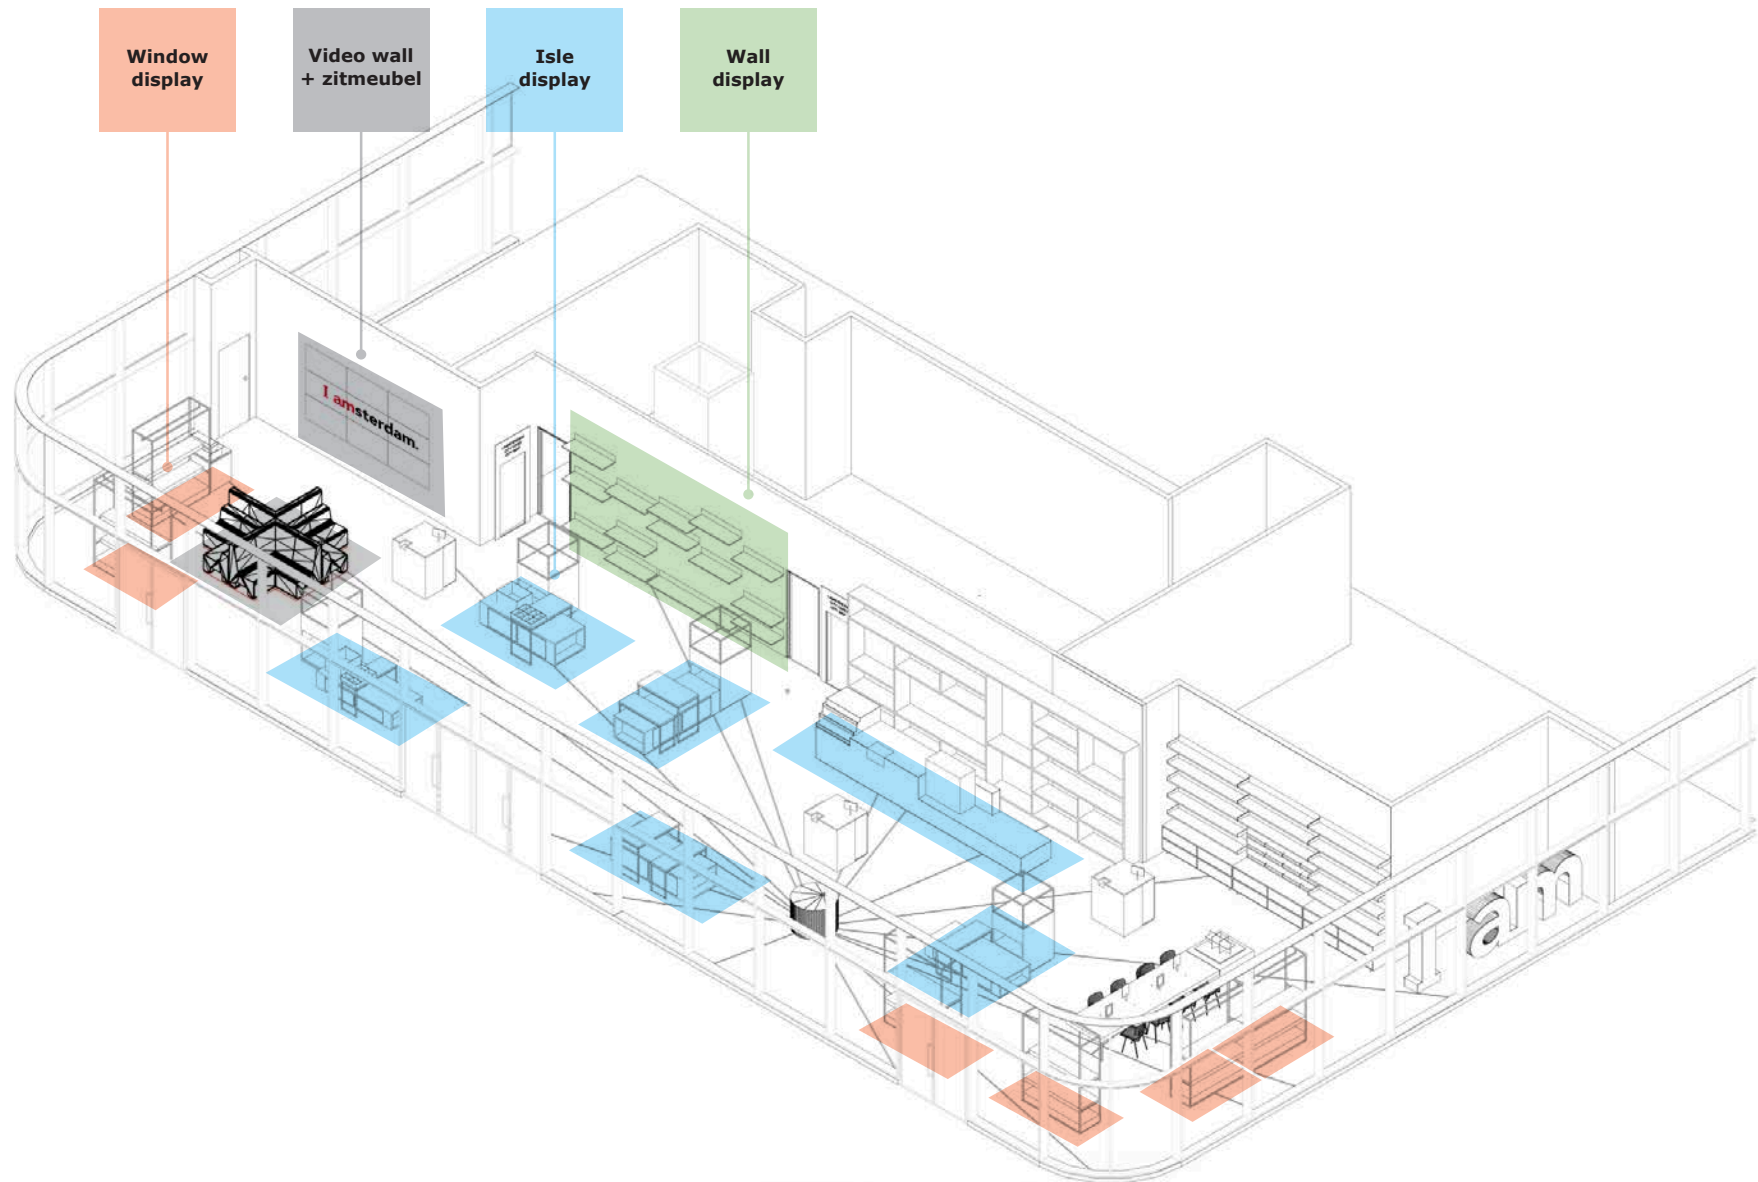 Window
display
Video wall
+ zitmeubel
Isle
display
Wall
display
I amsterdam.
I am